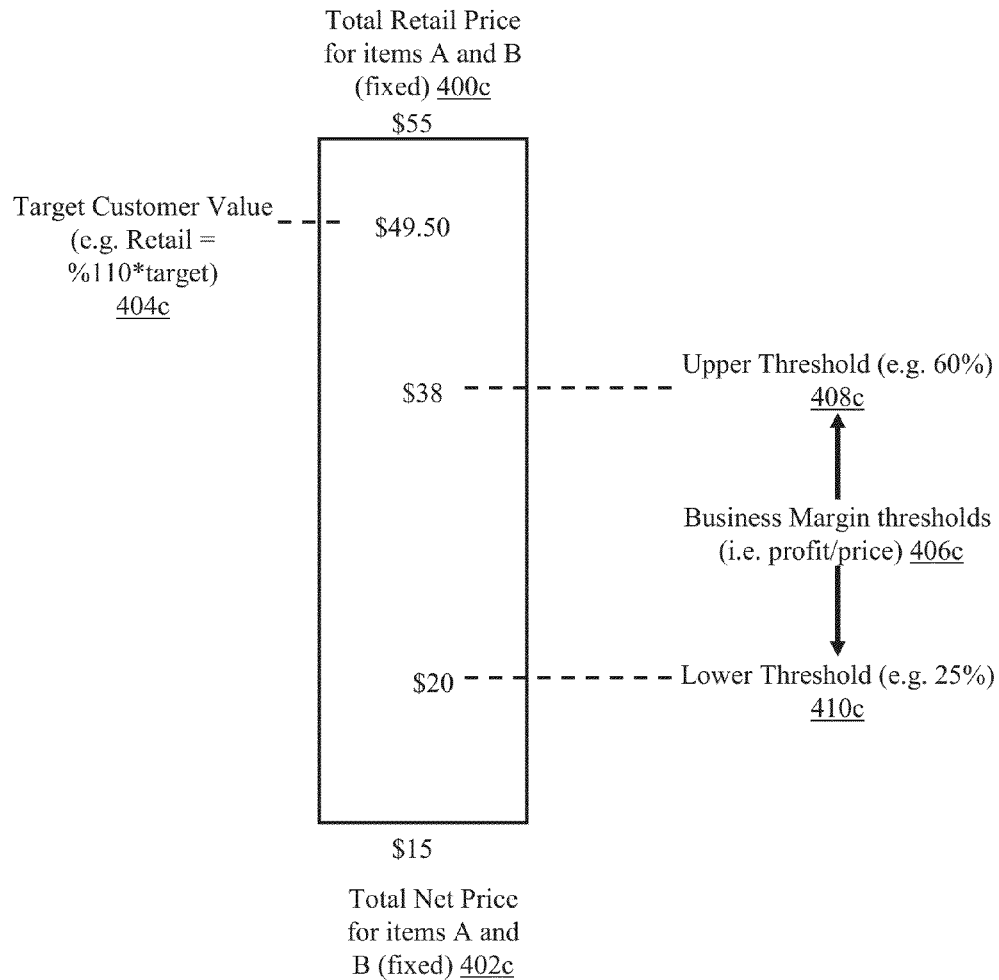 Total Retail Price
for items A and B
(fixed) 400c
$55
Target Customer Value
(e.g. Retail =
%110*target)
404c
$49.50
Upper Threshold (e.g. 60%)
408c
$38
Business Margin thresholds
(i.e. profit/price) 406c
$20
Lower Threshold (e.g. 25%)
410c
$15
Total Net Price
for items A and
B (fixed) 402c